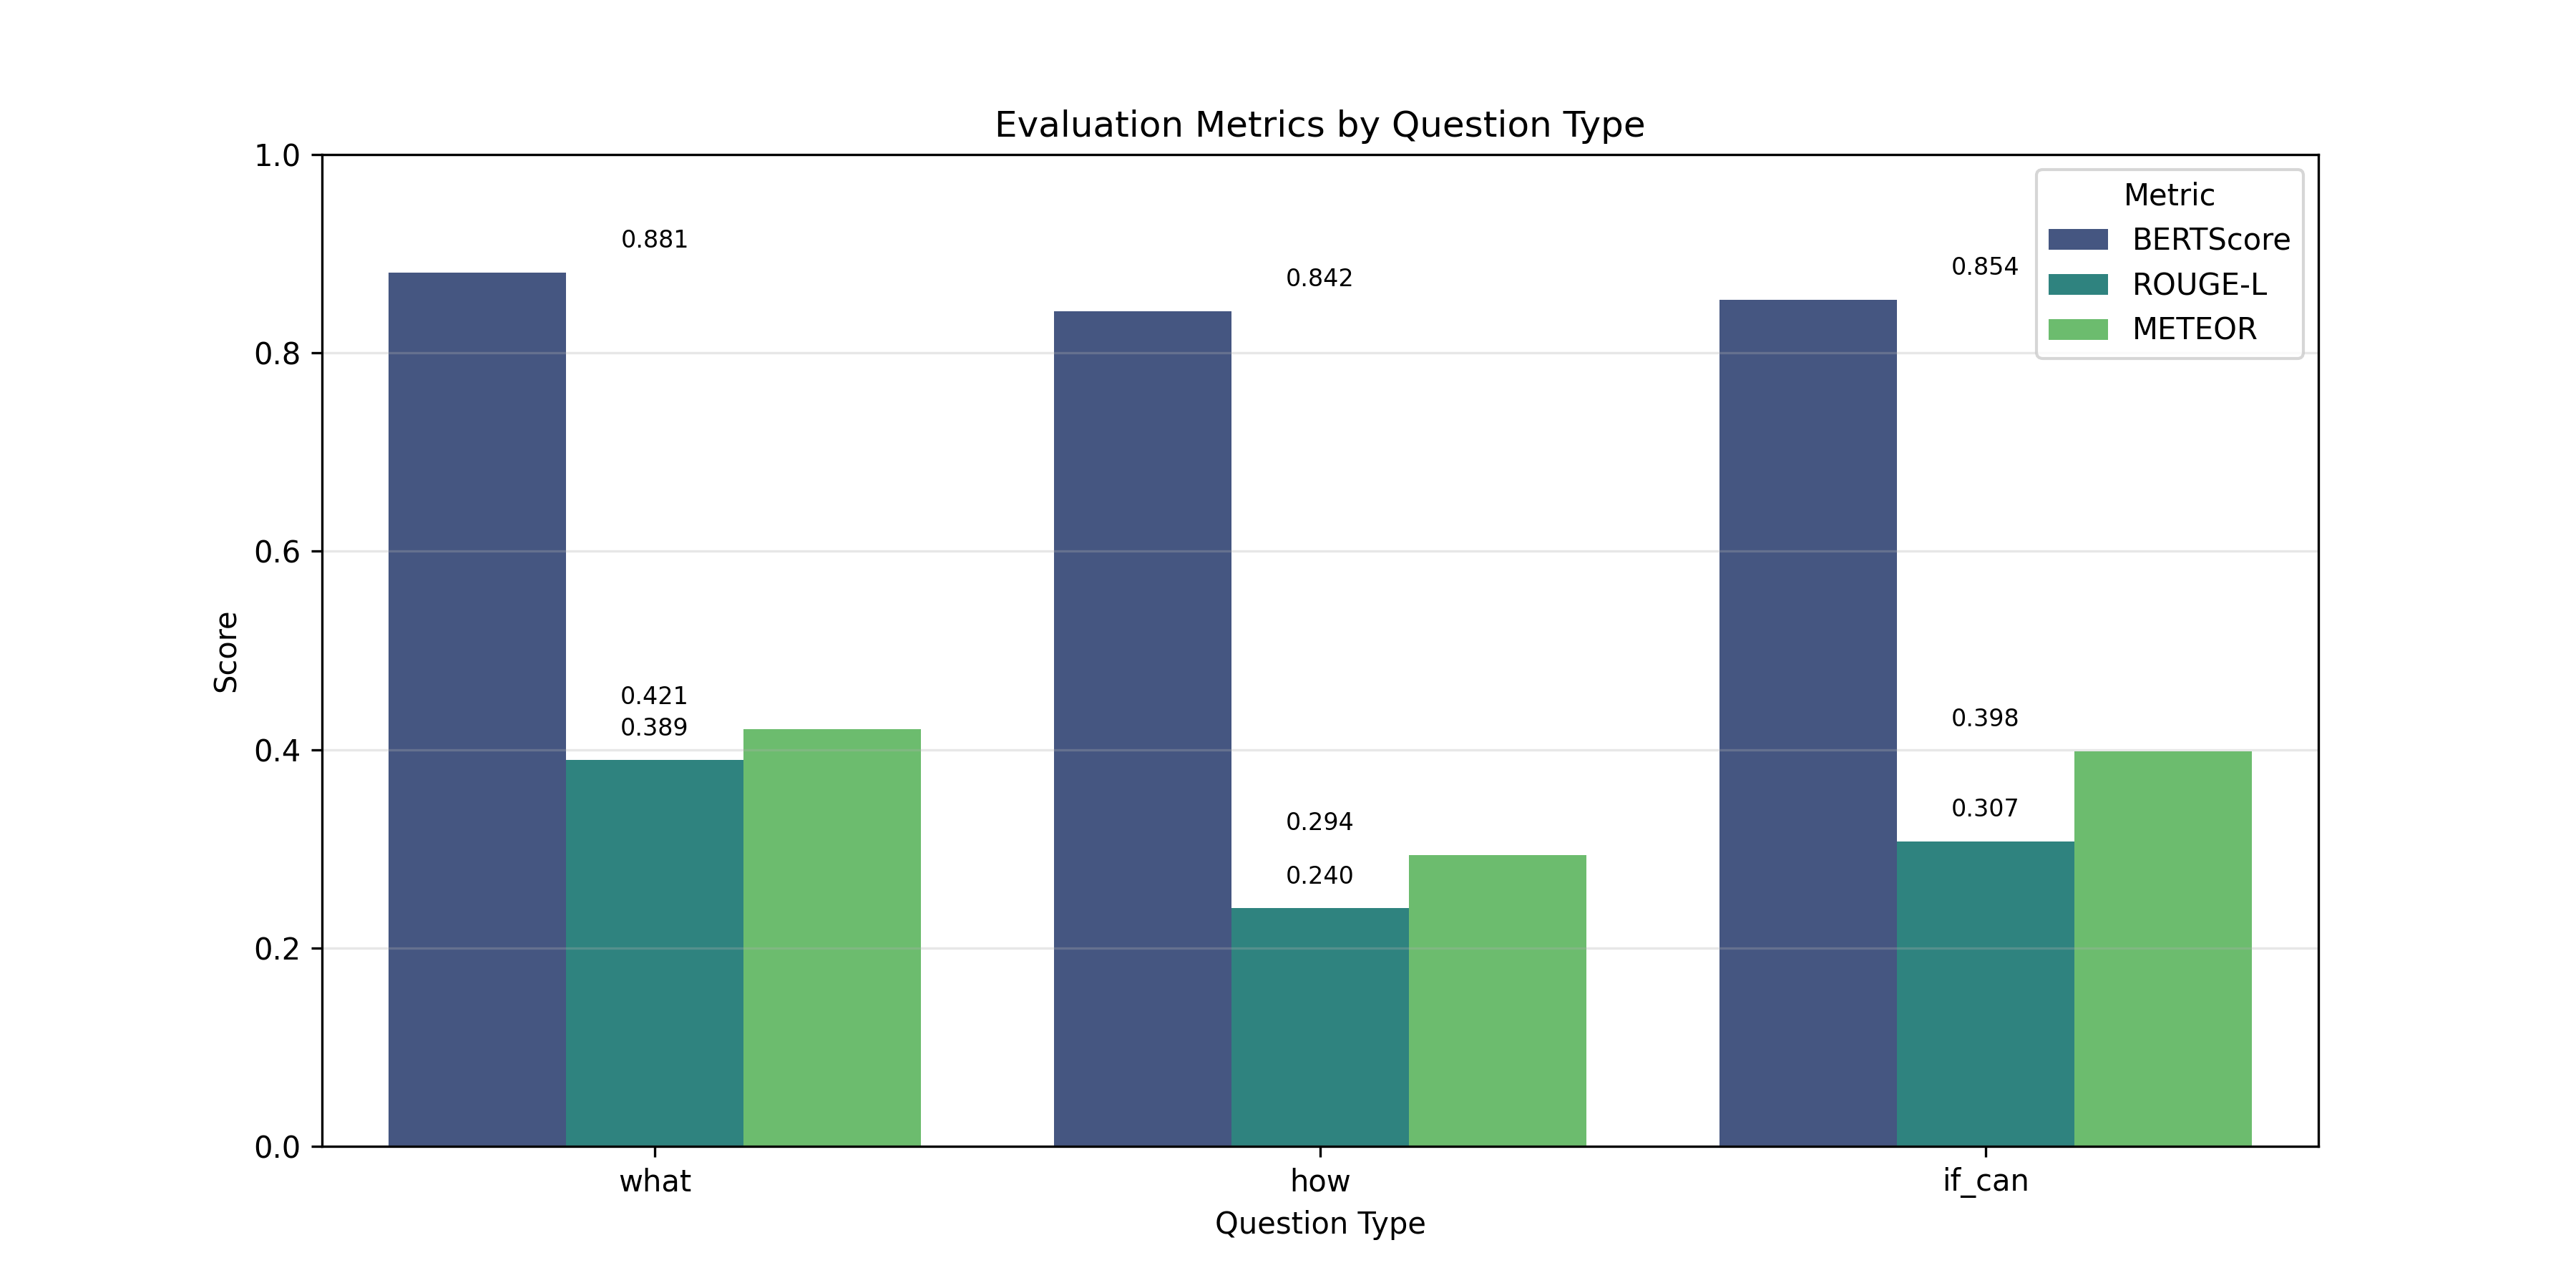 Evaluation Metrics by Question Type
1.0
0.8
0.6
0.4
0.2
0.0
Score
0.881
0.421
0.389
0.842
0.294
0.240
0.854
0.398
0.307
Metric
BERTScore
ROUGE-L
METEOR
what
how
if_can
Question Type